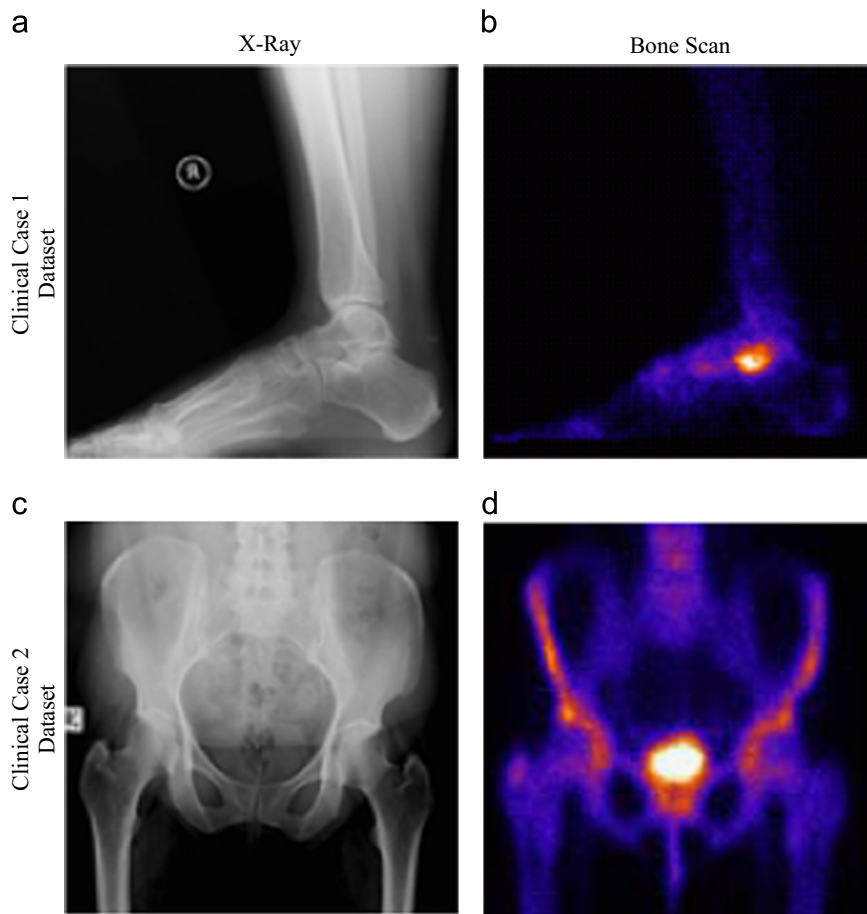 a
b
X-Ray
Bone Scan
Clinical Case 1
Dataset
R
c
d
Clinical Case 2
Dataset